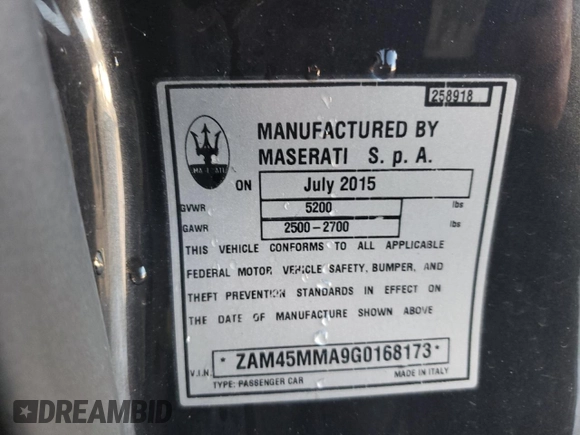 258918
MASERATI
MANUFACTURED BY
MASERATI S. p. A.
ON July 2015
GVWR 5200 lbs
GAWR 2500-2700 lbs
THIS VEHICLE CONFORMS TO ALL APPLICABLE
FEDERAL MOTOR VEHICLE SAFETY, BUMPER, AND
THEFT PREVENTION STANDARDS IN EFFECT ON
THE DATE OF MANUFACTURE SHOWN ABOVE
V.I.N. * ZAM45MMA9G0168173 *
TYPE: PASSENGER CAR MADE IN ITALY
DREAMBID